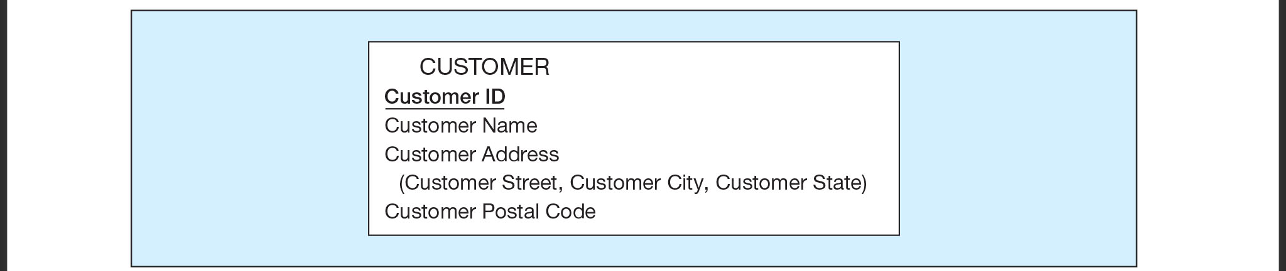 CUSTOMER
Customer ID
Customer Name
Customer Address
(Customer Street, Customer City, Customer State)
Customer Postal Code